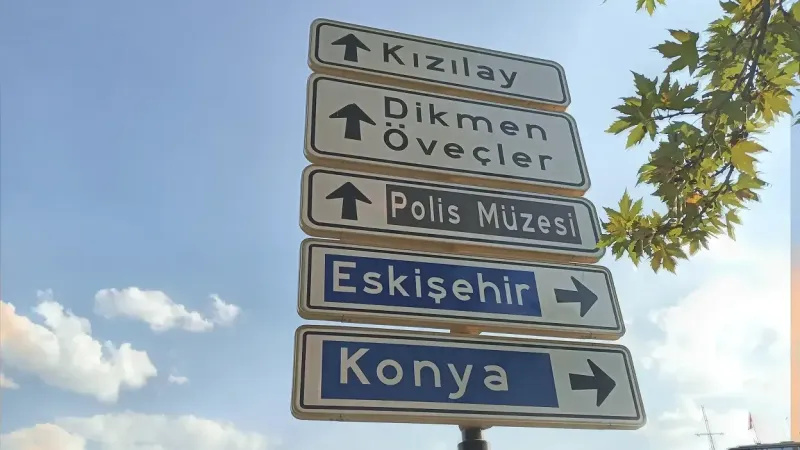 Kızılay
Dikmen
Öveçler
Polis Müzesi
Eskişehir
Konya